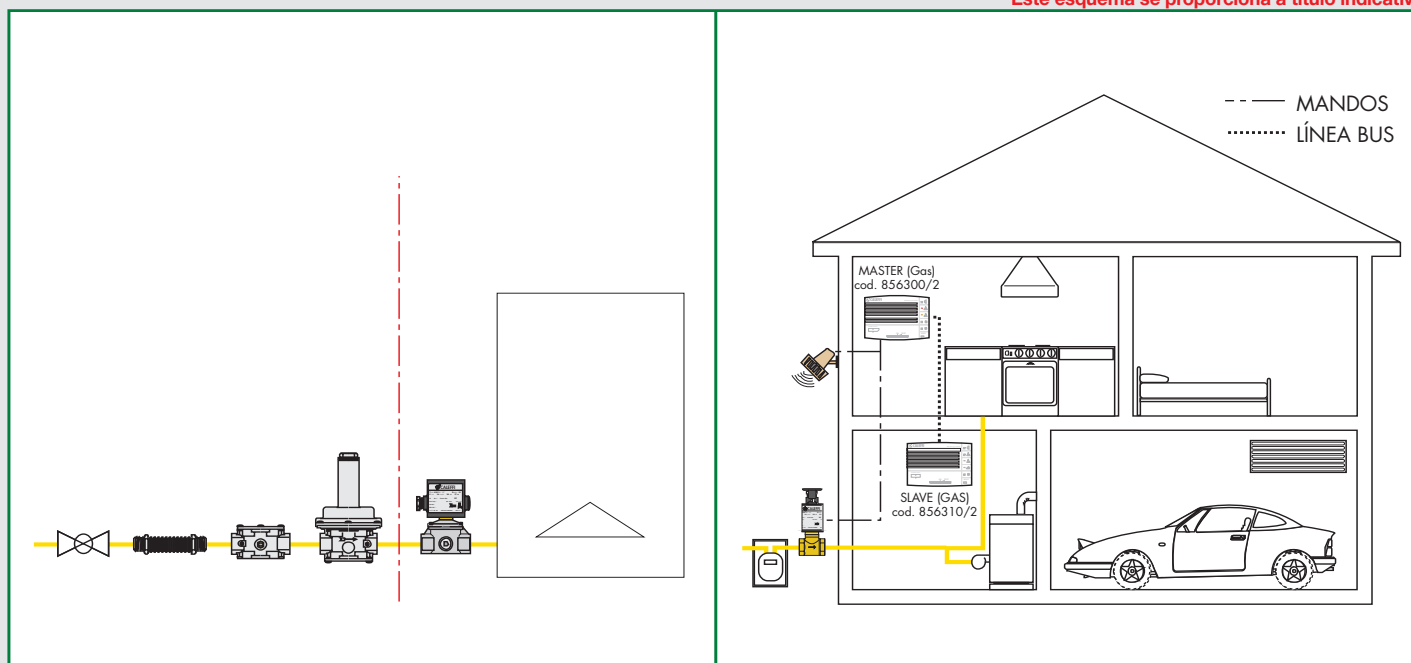 Este esquema se proporciona a título indicativ
MANDOS
LÍNEA BUS
MASTER (Gas)
cod. 856300/2
SLAVE (GAS)
cod. 856310/2
CALEFFI